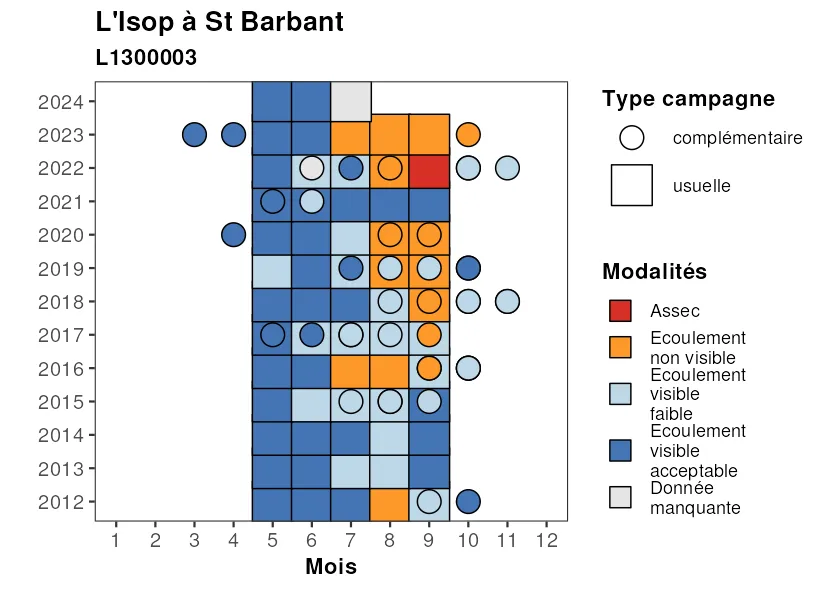 L'Isop à St Barbant
L1300003
2024
2023
2022
2021
2020
2019
2018
2017
2016
2015
2014
2013
2012
1 2 3 4 5 6 7 8 9 10 11 12
Mois
Type campagne
complémentaire
usuelle
Modalités
Assec
Ecoulement
non visible
Ecoulement
visible
faible
Ecoulement
visible
acceptable
Donnée
manquante